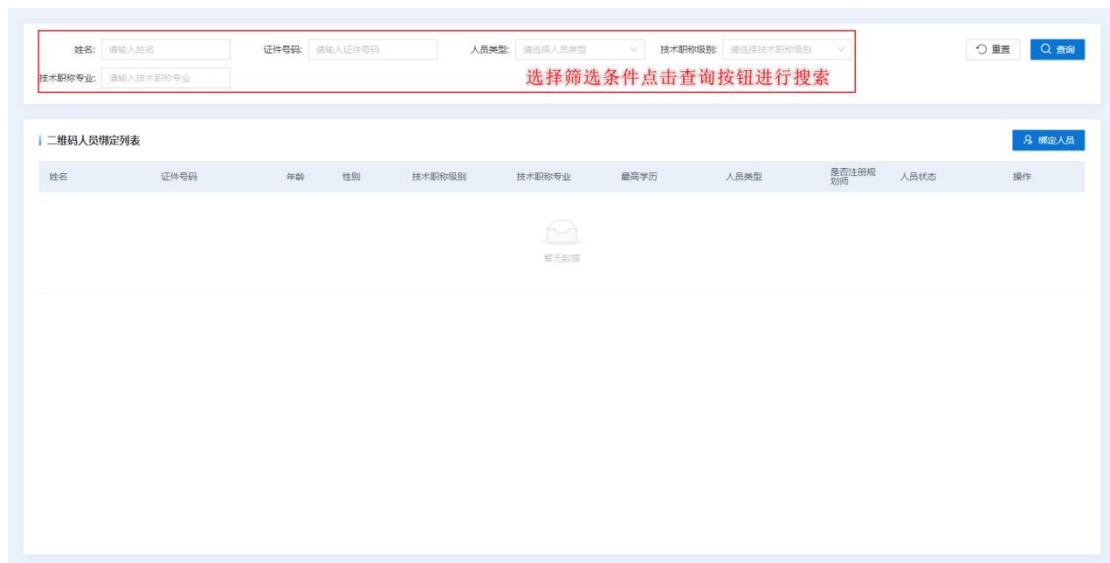 姓名: 请输入姓名 证件号码: 请输入证件号码 人员类型: 请选择人员类型 技术职称级别: 请选择技术职称级别 重置 查询
技术职称专业: 请输入技术职称专业
选择筛选条件点击查询按钮进行搜索
二维码人员绑定列表 绑定人员
姓名 证件号码 年龄 性别 技术职称级别 技术职称专业 最高学历 人员类型 是否注册规划师 人员状态 操作
暂无数据